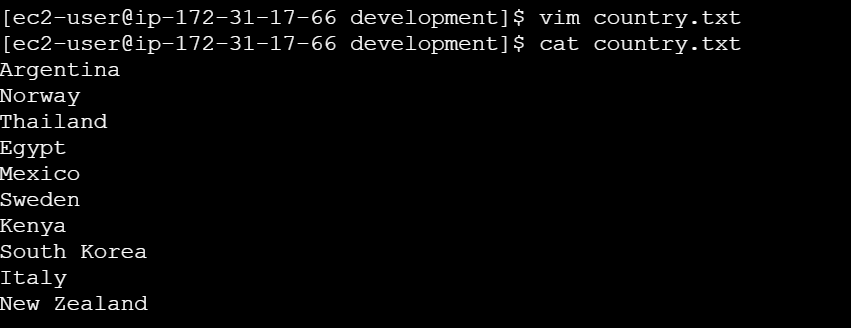 [ec2-user@ip-172-31-17-66 development]$ vim country.txt
[ec2-user@ip-172-31-17-66 development]$ cat country.txt
Argentina
Norway
Thailand
Egypt
Mexico
Sweden
Kenya
South Korea
Italy
New Zealand